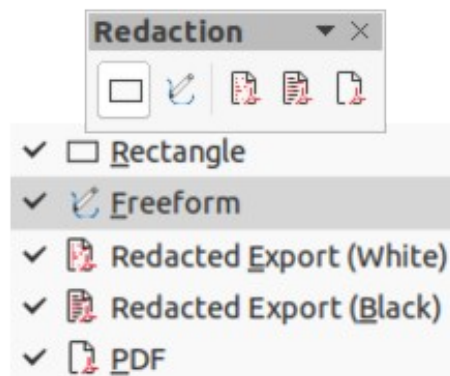 Redaction
Rectangle
Freeform
Redacted Export (White)
Redacted Export (Black)
PDF